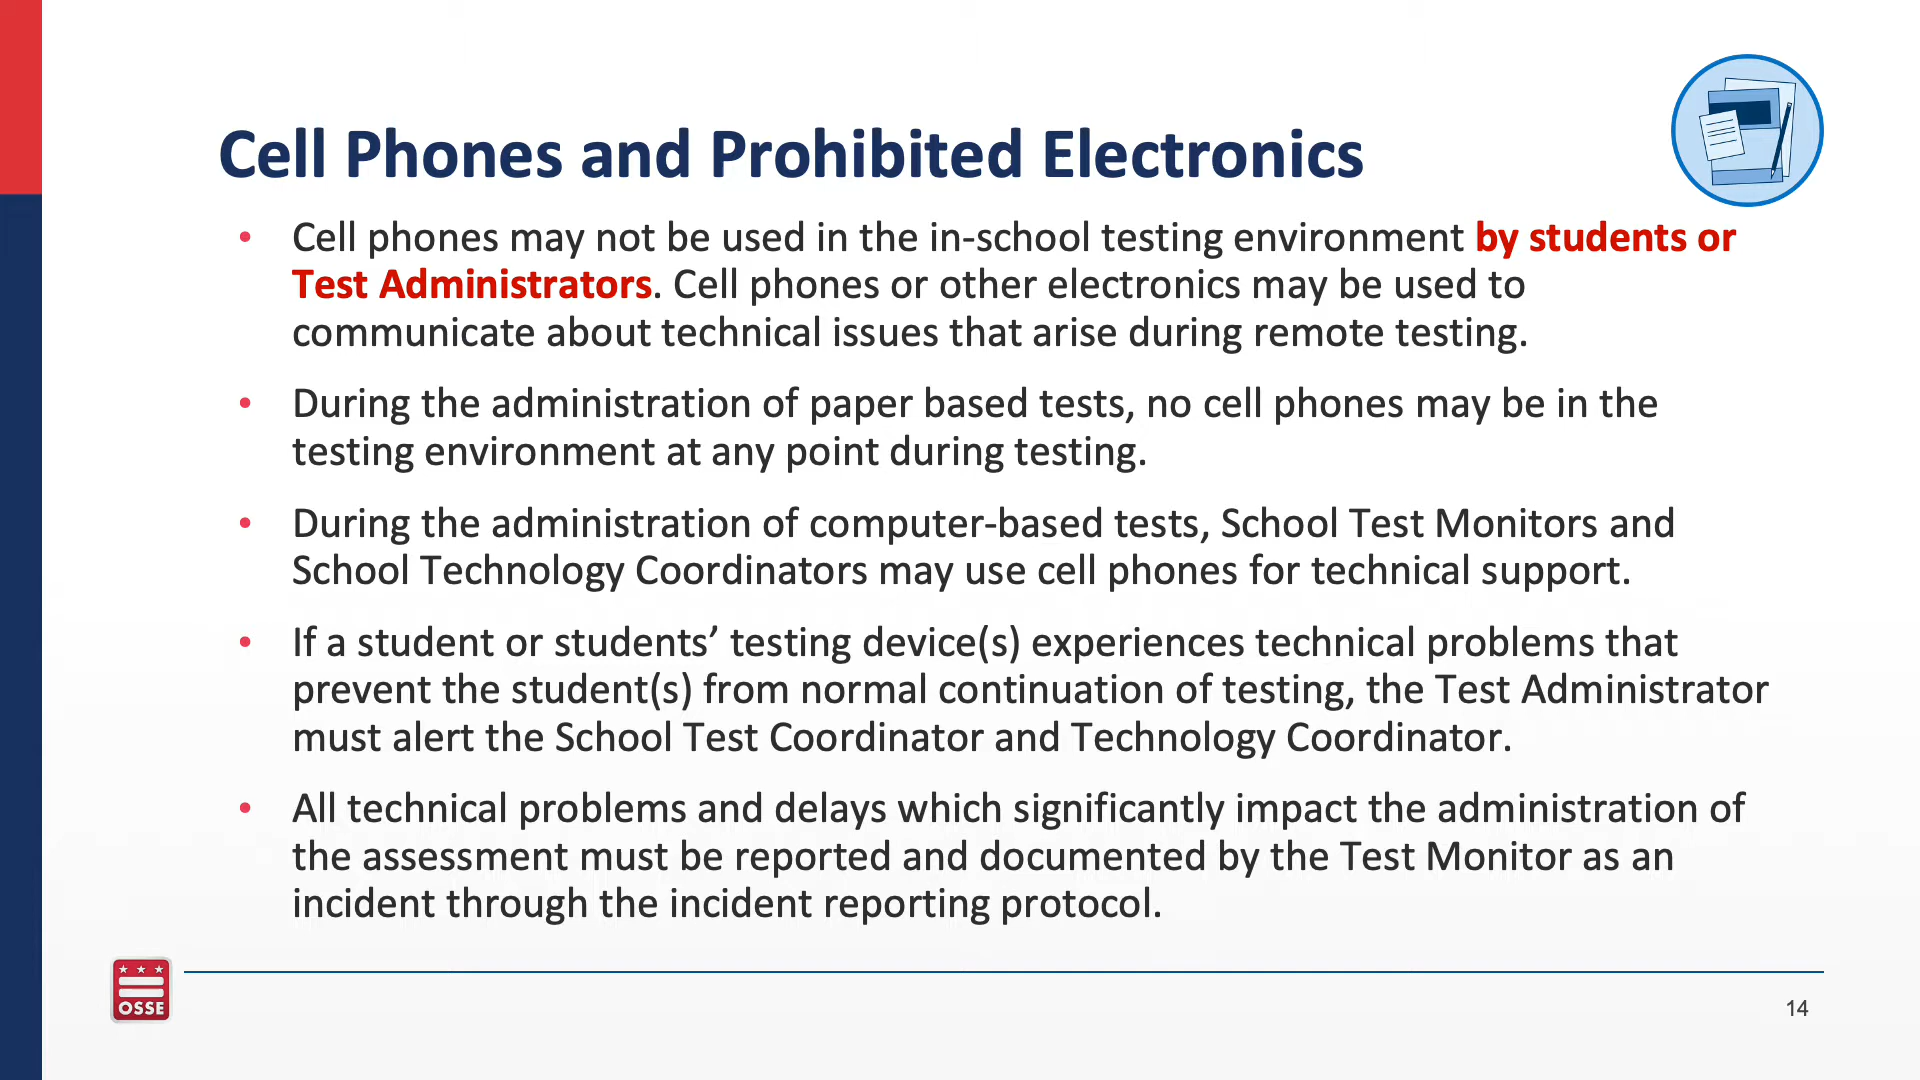 Cell Phones and Prohibited Electronics
• Cell phones may not be used in the in-school testing environment by students or
Test Administrators. Cell phones or other electronics may be used to
communicate about technical issues that arise during remote testing.
• During the administration of paper based tests, no cell phones may be in the
testing environment at any point during testing.
• During the administration of computer-based tests, School Test Monitors and
School Technology Coordinators may use cell phones for technical support.
• If a student or students’ testing device(s) experiences technical problems that
prevent the student(s) from normal continuation of testing, the Test Administrator
must alert the School Test Coordinator and Technology Coordinator.
• All technical problems and delays which significantly impact the administration of
the assessment must be reported and documented by the Test Monitor as an
incident through the incident reporting protocol.
OSSE
14